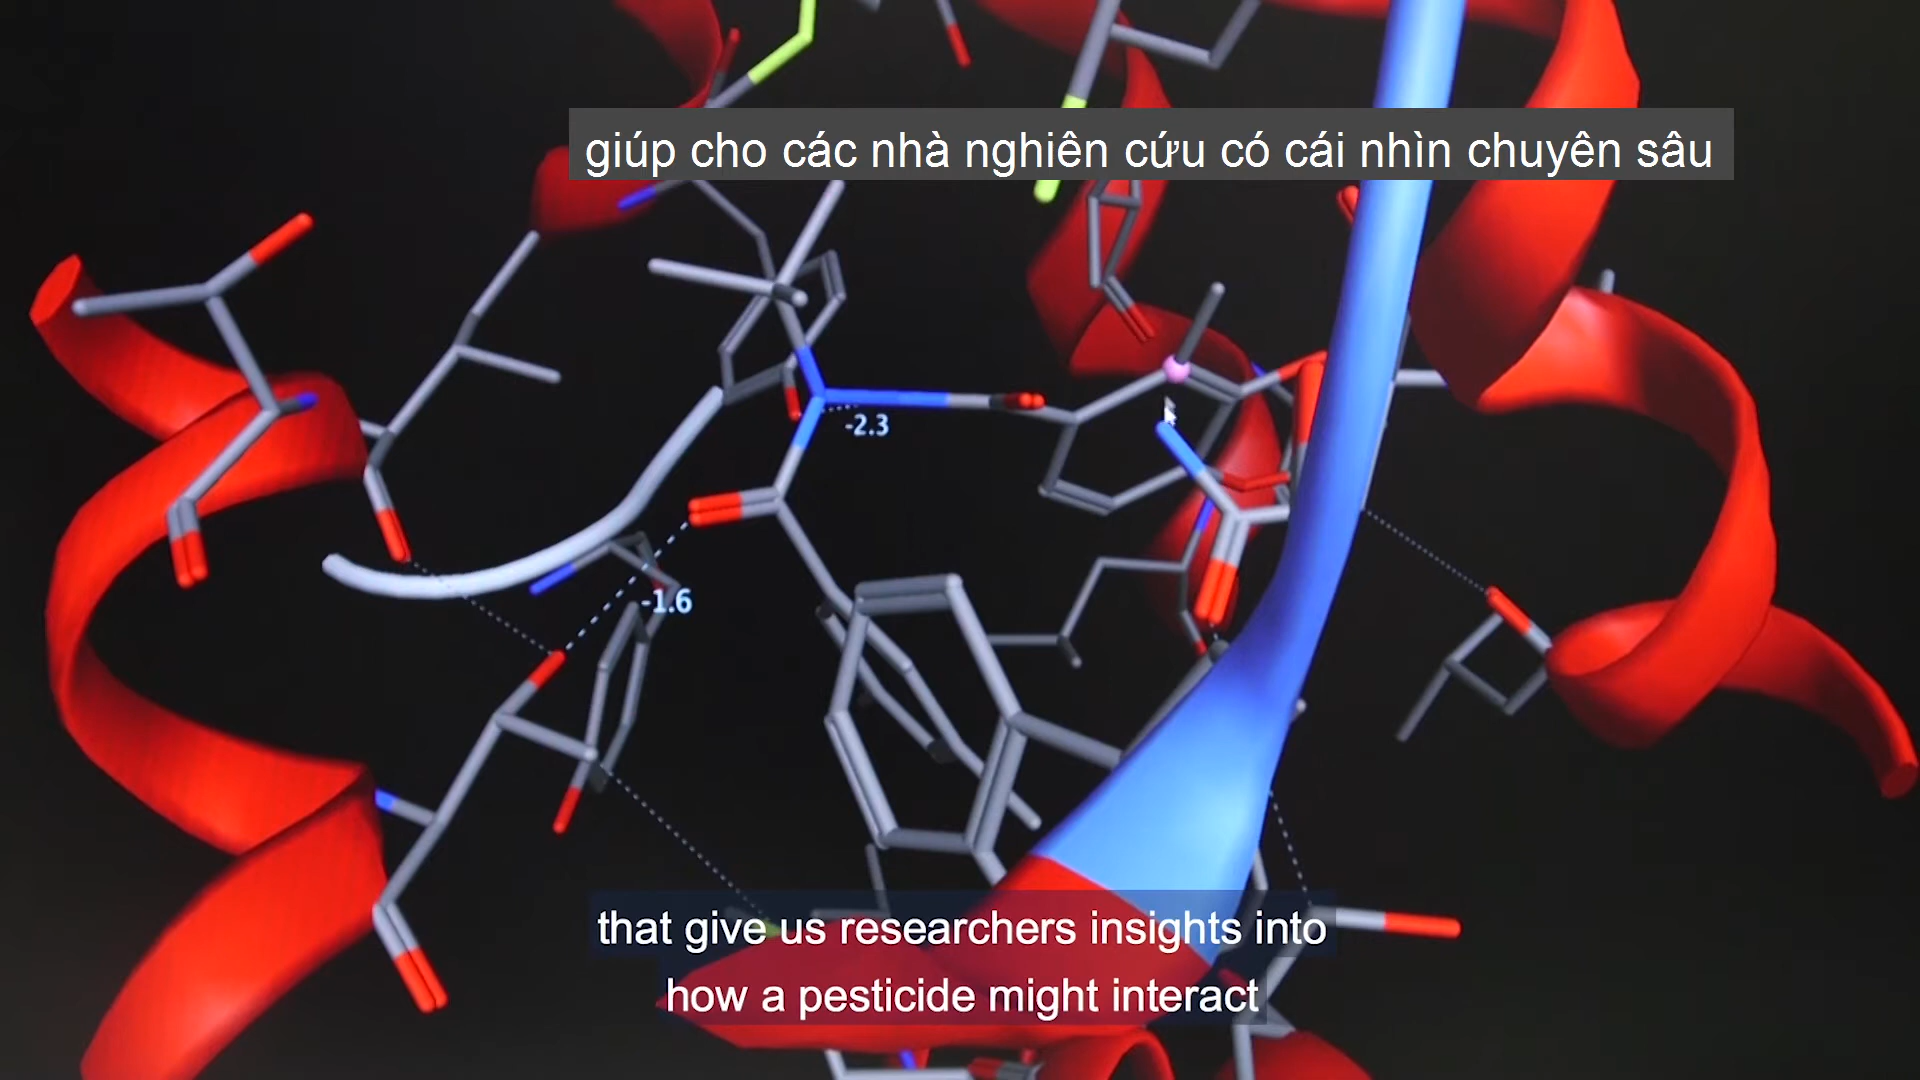 giúp cho các nhà nghiên cứu có cái nhìn chuyên sâu
-2.3
-1.6
that give us researchers insights into
how a pesticide might interact